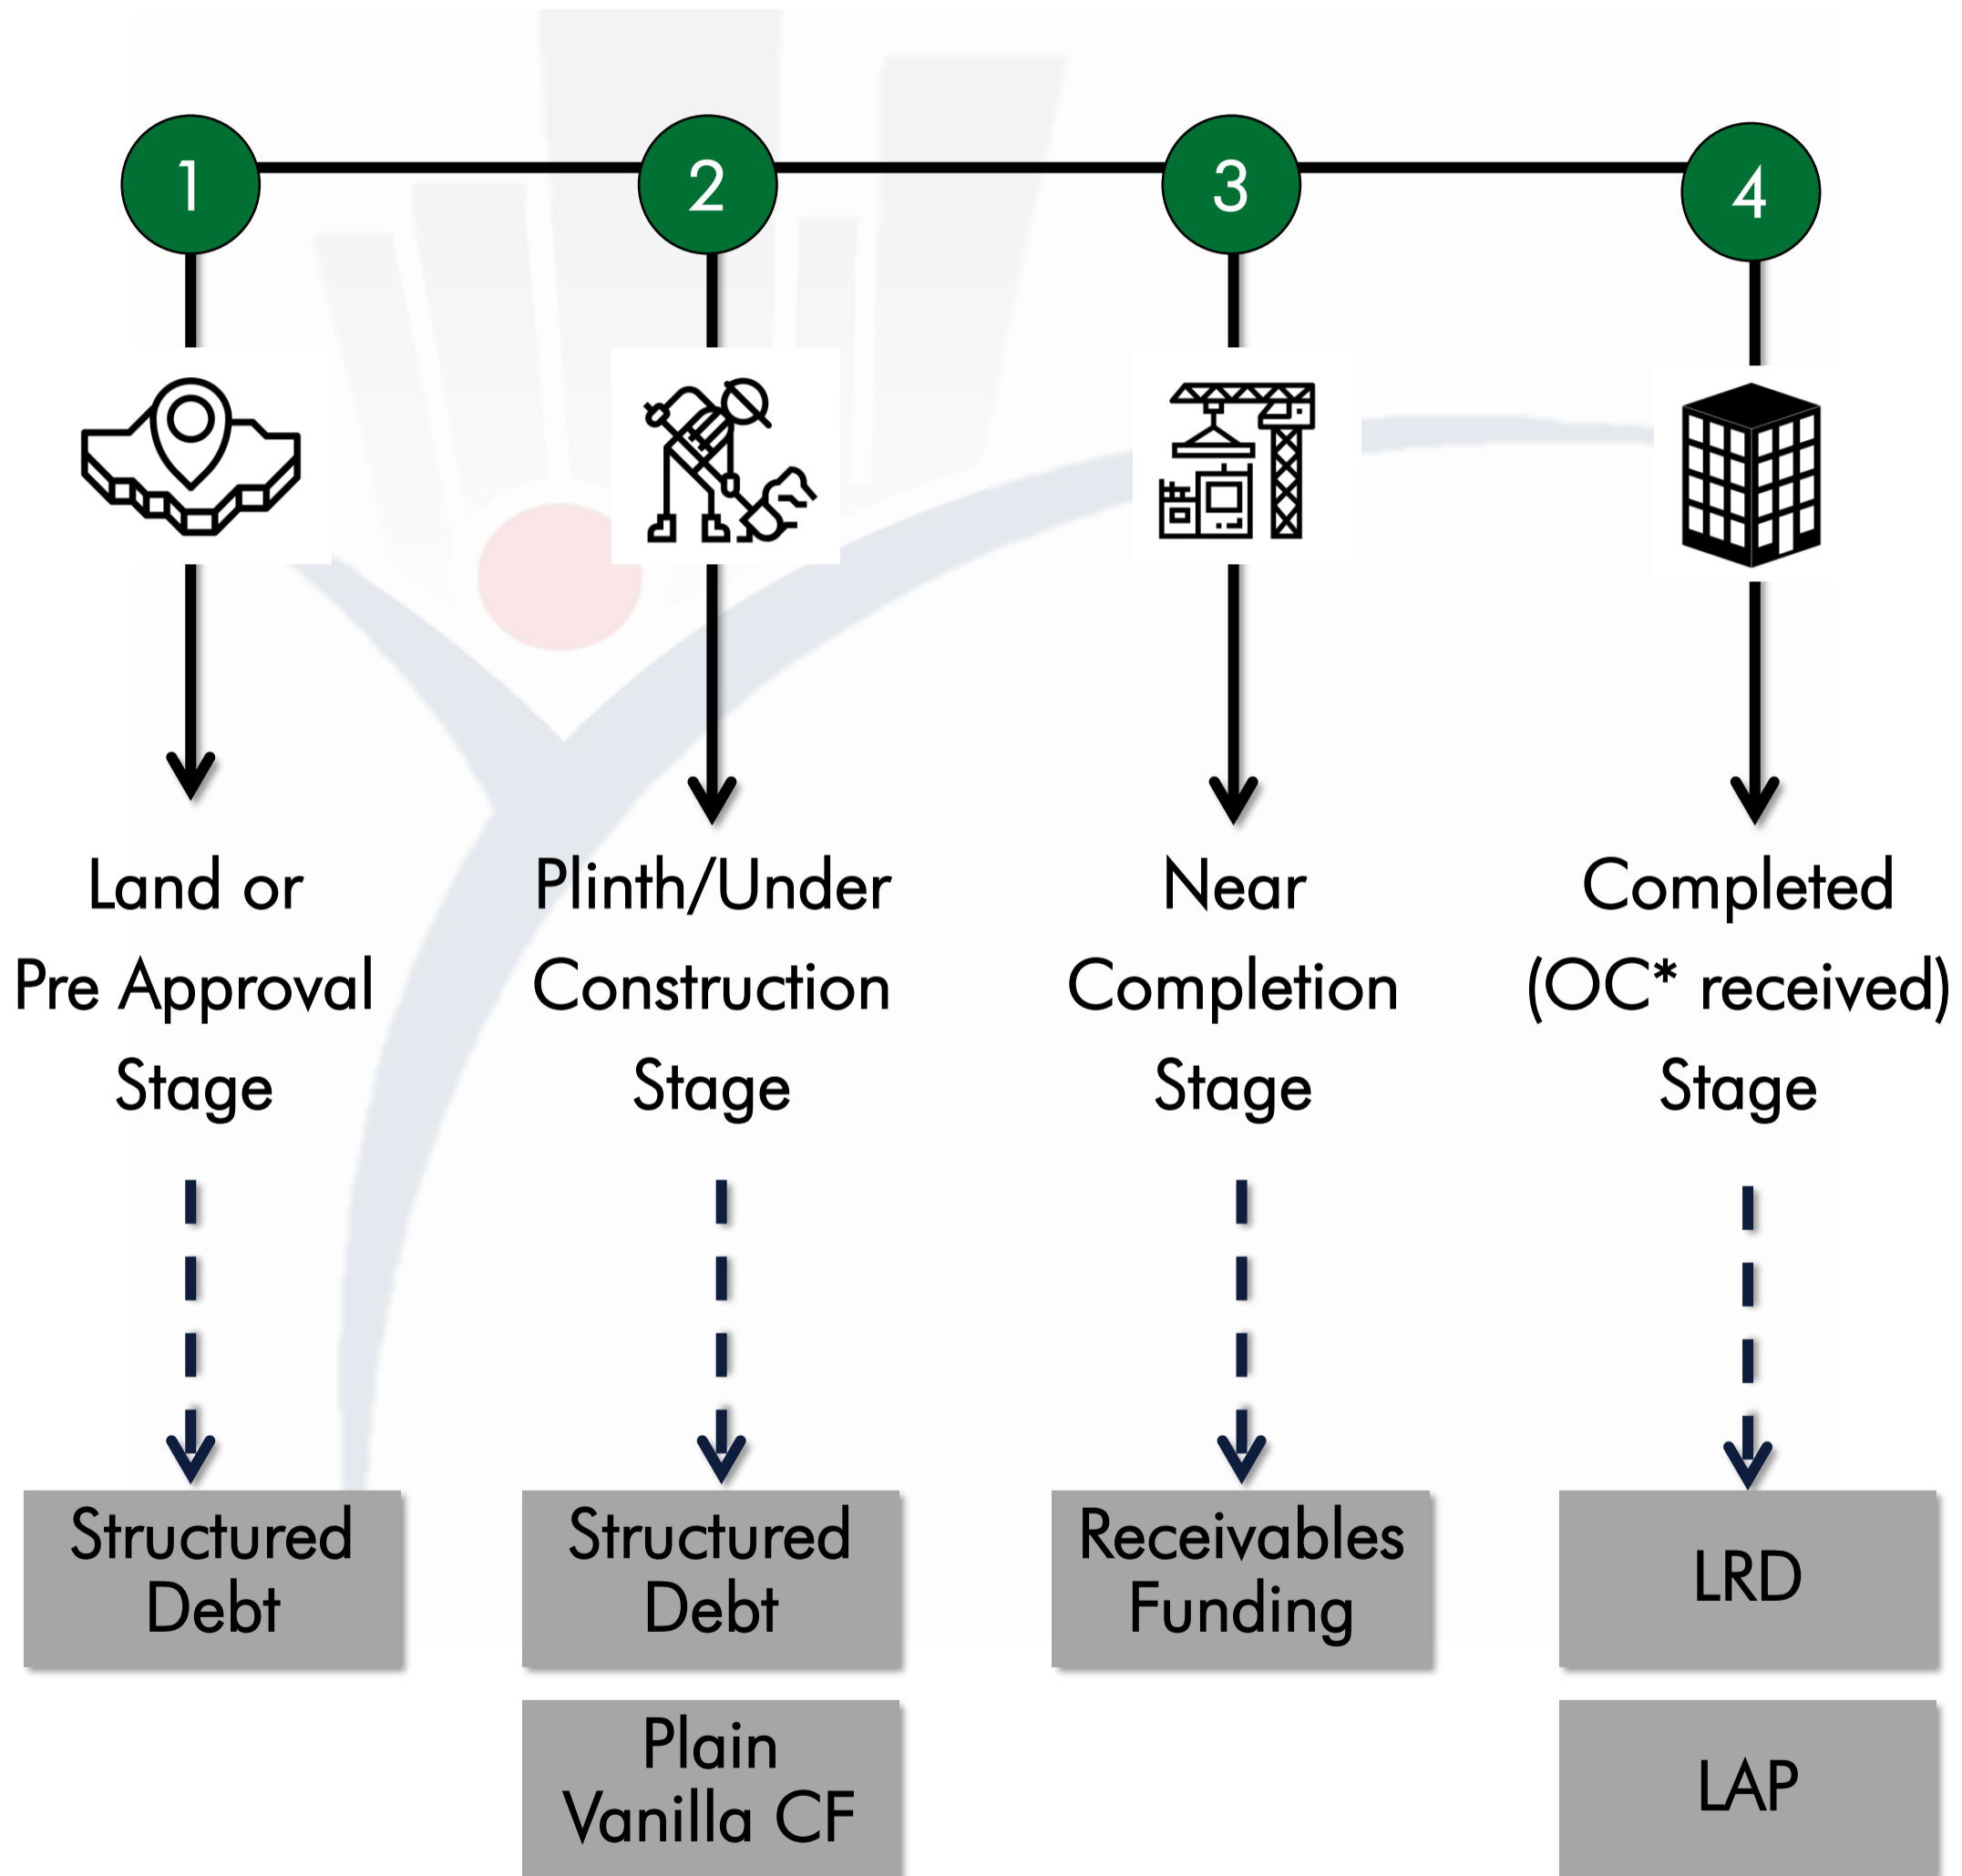 1
2
3
4
Land or
Pre Approval
Stage
Plinth/Under
Construction
Stage
Near
Completion
Stage
Completed
(OC* received)
Stage
Structured
Debt
Structured
Debt
Receivables
Funding
LRD
Plain
Vanilla CF
LAP